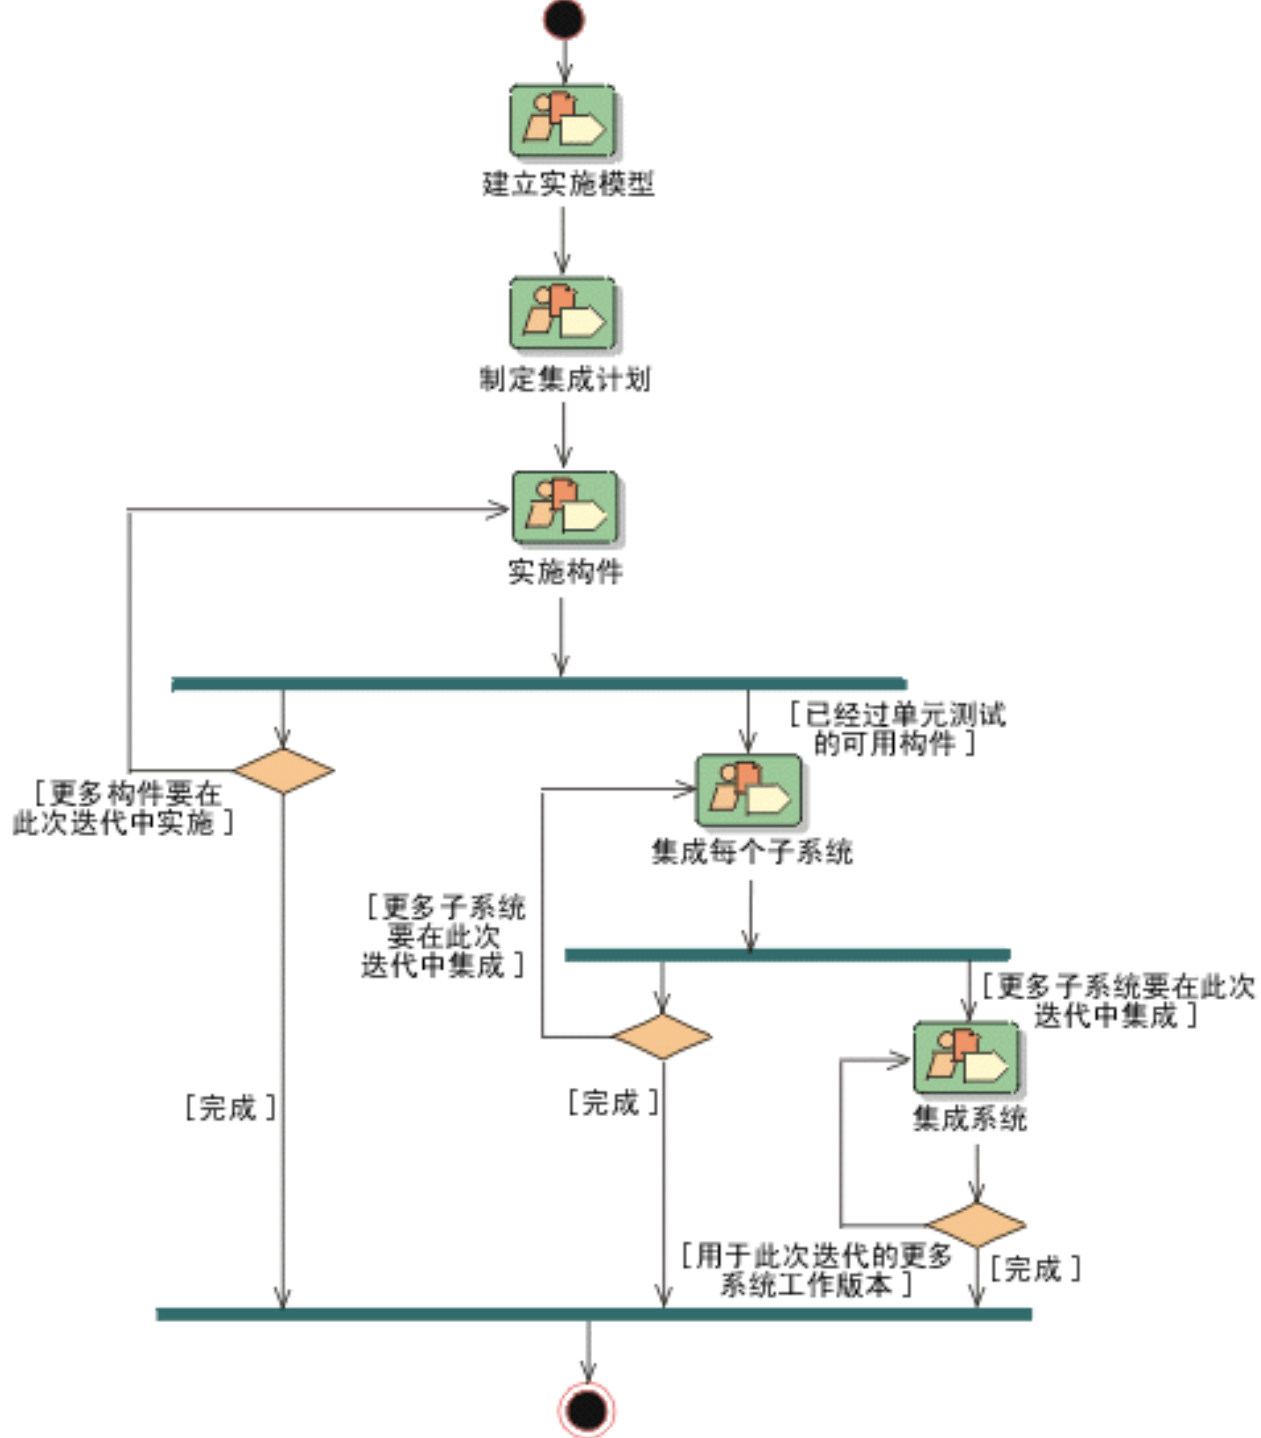 建立实施模型
制定集成计划
实施构件
[已经过单元测试
的可用构件]
[更多构件要在
此次迭代中实施]
集成每个子系统
[更多子系统
要在此次
迭代中集成]
[更多子系统要在此次
迭代中集成]
[完成]
[完成]
集成系统
[用于此次迭代的更多
系统工作版本]
[完成]